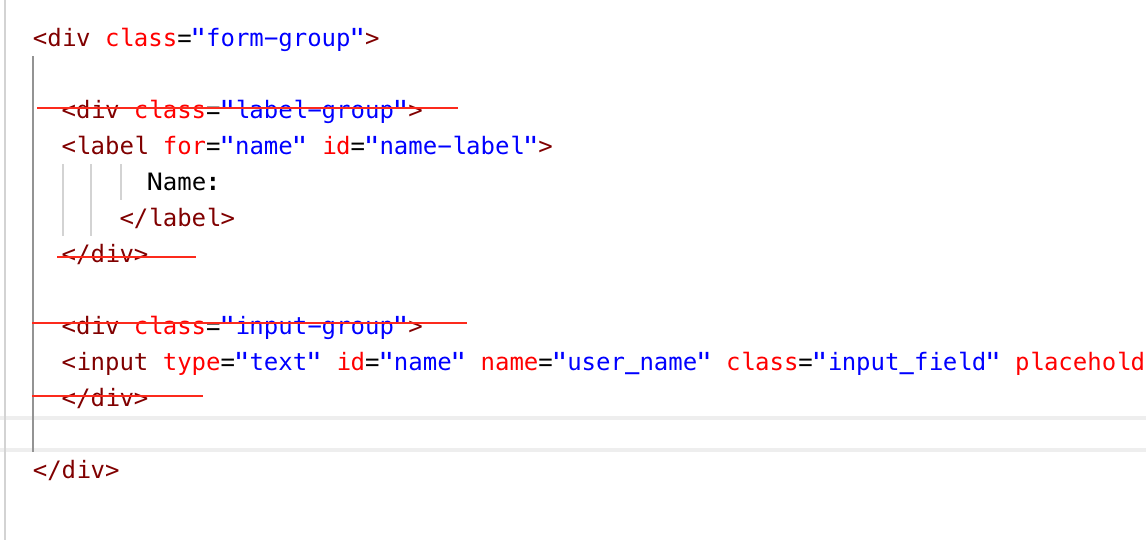 <div class="form-group">
<div class="label-group">
<label for="name" id="name-label">
Name:
</label>
</div>
<div class="input-group">
<input type="text" id="name" name="user_name" class="input_field" placehold
</div>
</div>